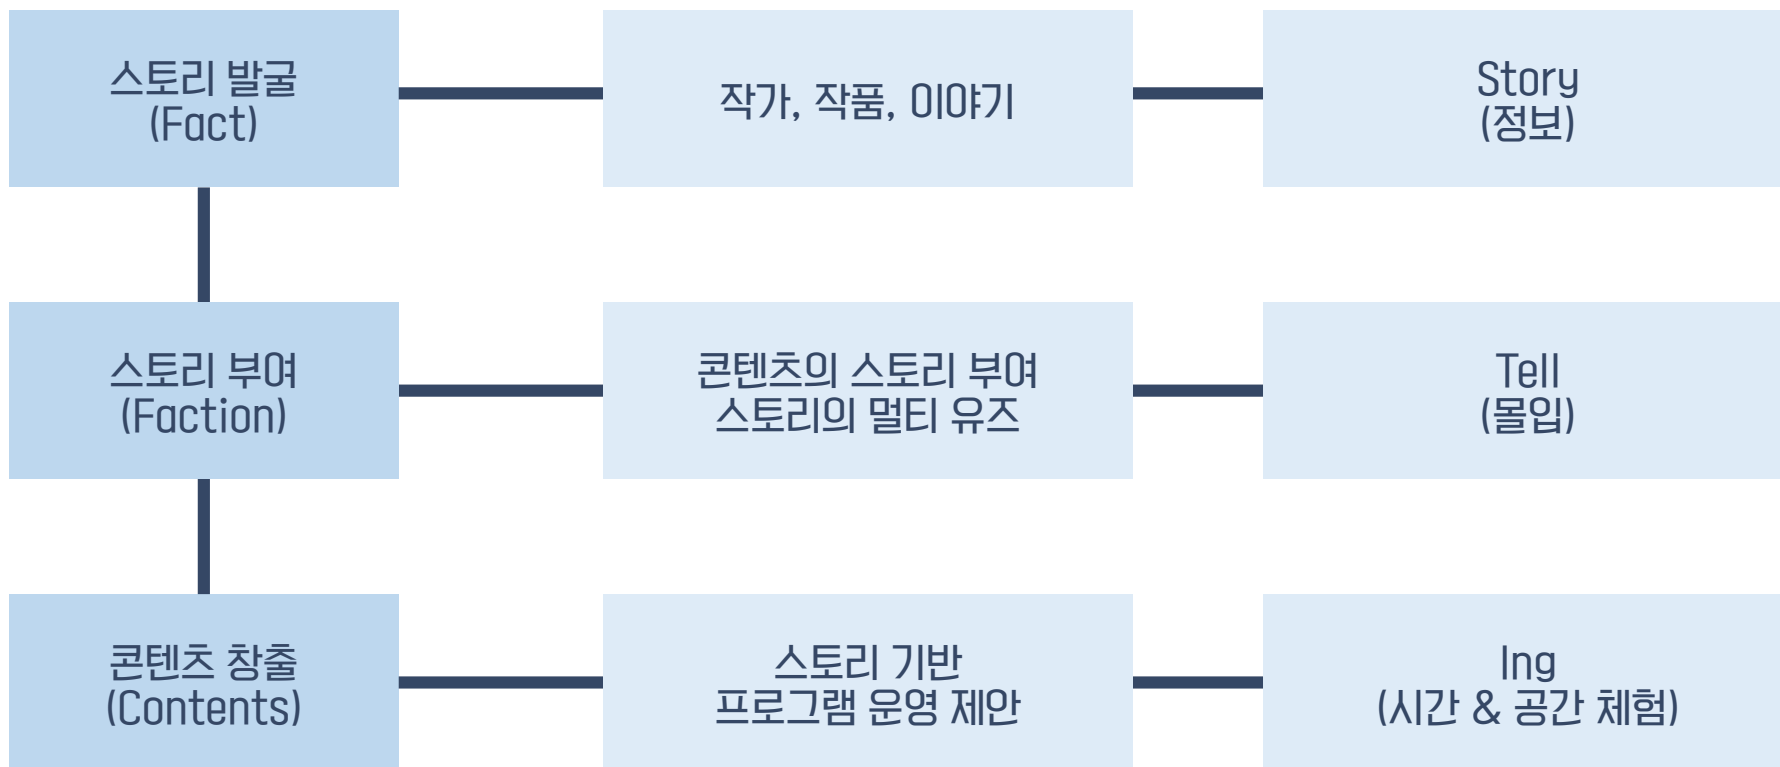 스토리 발굴
(Fact)
작가, 작품, 이야기
Story
(정보)
스토리 부여
(Faction)
콘텐츠의 스토리 부여
스토리의 멀티 유즈
Tell
(몰입)
콘텐츠 창출
(Contents)
스토리 기반
프로그램 운영 제안
Ing
(시간 & 공간 체험)